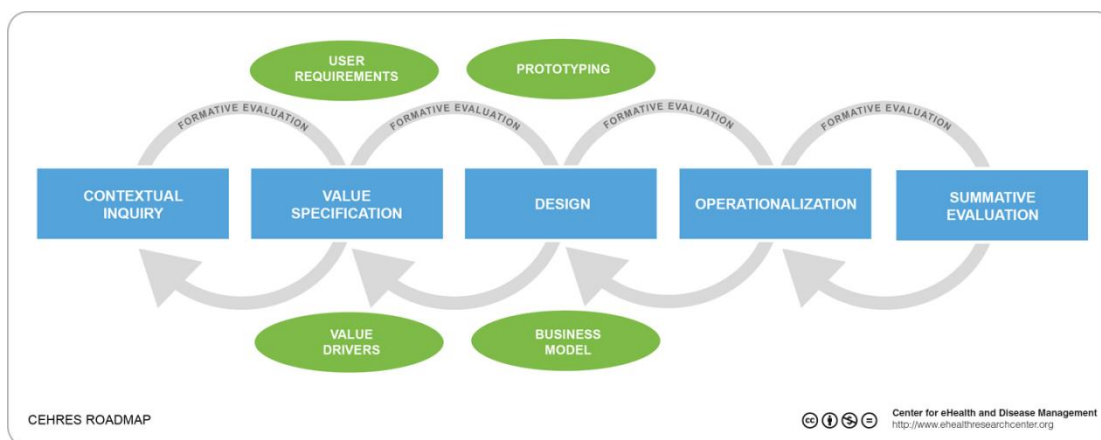 USER
REQUIREMENTS
PROTOTYPING
FORMATIVE EVALUATION
FORMATIVE EVALUATION
FORMATIVE EVALUATION
FORMATIVE EVALUATION
CONTEXTUAL
INQUIRY
VALUE
SPECIFICATION
DESIGN
OPERATIONALIZATION
SUMMATIVE
EVALUATION
VALUE
DRIVERS
BUSINESS
MODEL
CEHRES ROADMAP
cc
Center for eHealth and Disease Management
http://www.ehealthresearchcenter.org